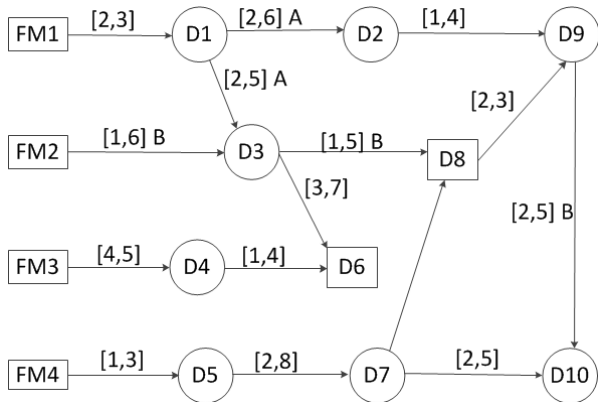 FM1 [2,3] D1 [2,6] A D2 [1,4] D9
[2,5] A [2,3]
FM2 [1,6] B D3 [1,5] B D8
[3,7] [2,5] B
FM3 [4,5] D4 [1,4] D6
FM4 [1,3] D5 [2,8] D7 [2,5] D10